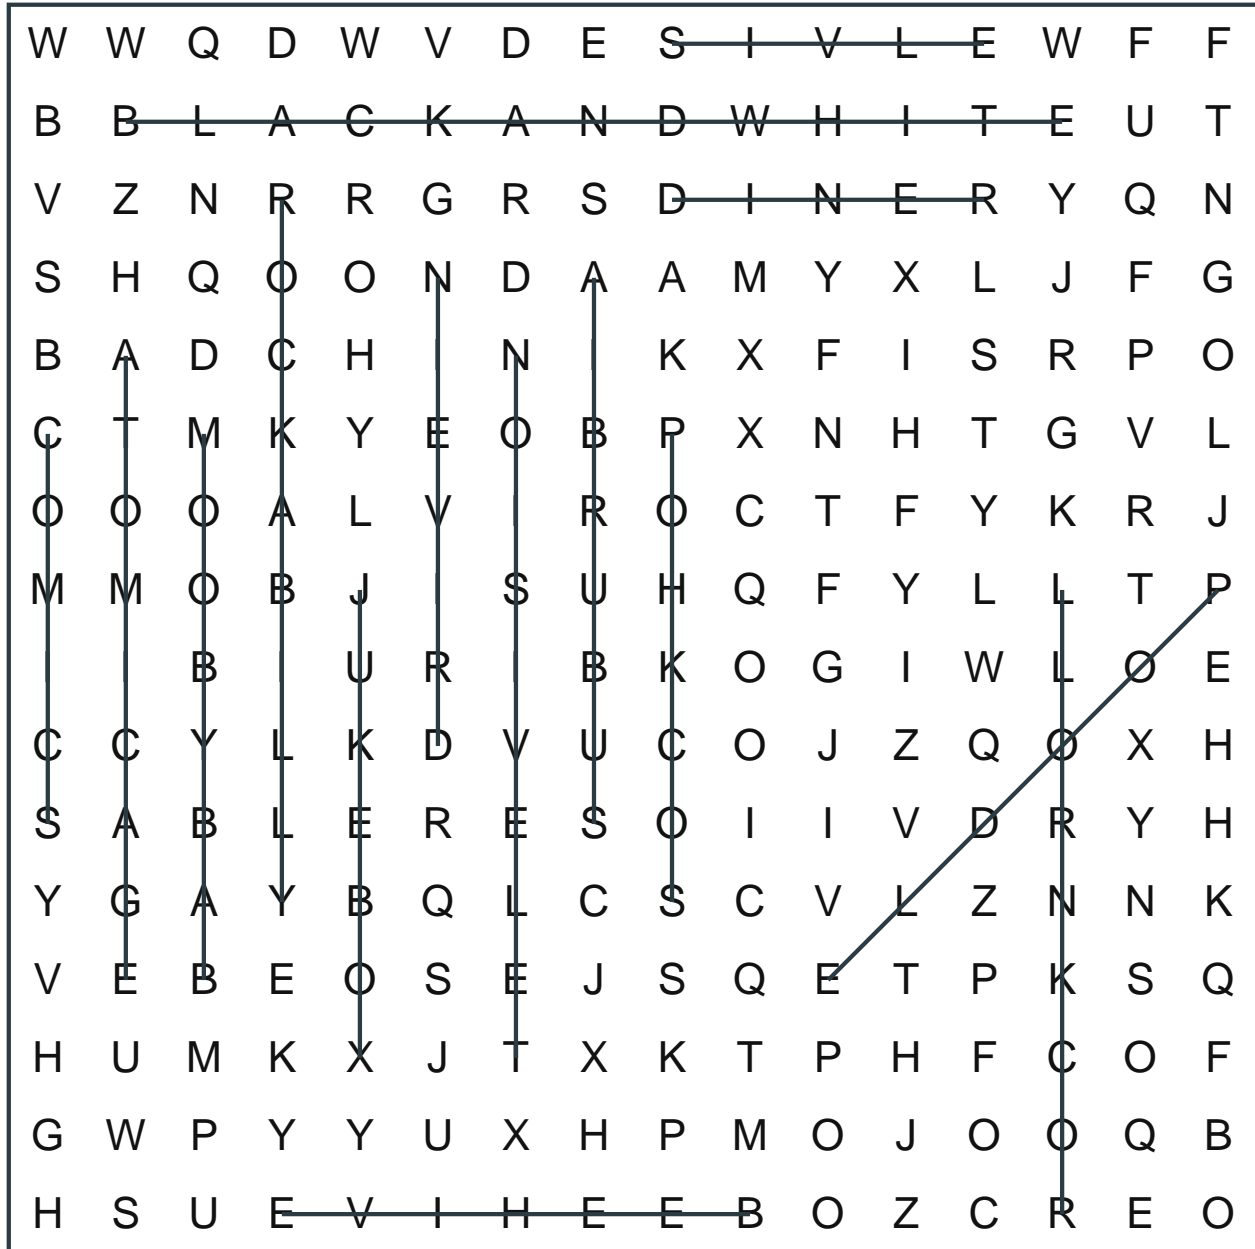 W W Q D W V D E S I V L E W F F
B B L A C K A N D W H I T E U T
V Z N R R G R S D I N E R Y Q N
S H Q O O N D A A M Y X L J F G
B A D C H I N I K X F I S R P O
C T M K Y E O B P X N H T G V L
O O O A L V I R O C T F Y K R J
M M O B J I S U H Q F Y L L T P
I I B I U R I B K O G I W L O E
C C Y L K D V U C O J Z Q O X H
S A B L E R E S O I I V D R Y H
Y G A Y B Q L C S C V L Z N N K
V E B E O S E J S Q E T P K S Q
H U M K X J T X K T P H F C O F
G W P Y Y U X H P M O J O O Q B
H S U E V I H E E B O Z C R E O